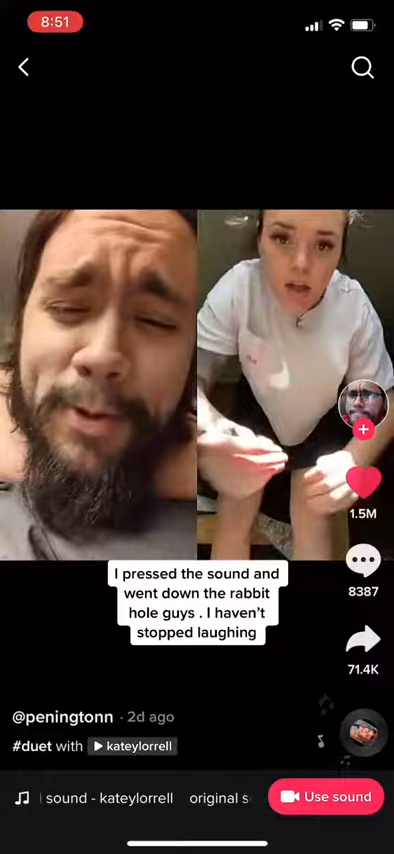 8:51
I pressed the sound and
went down the rabbit
hole guys . I haven't
stopped laughing
1.5M
8387
71.4K
@peningtonn · 2d ago
#duet with kateylorrell
sound - kateylorrell original s
Use sound